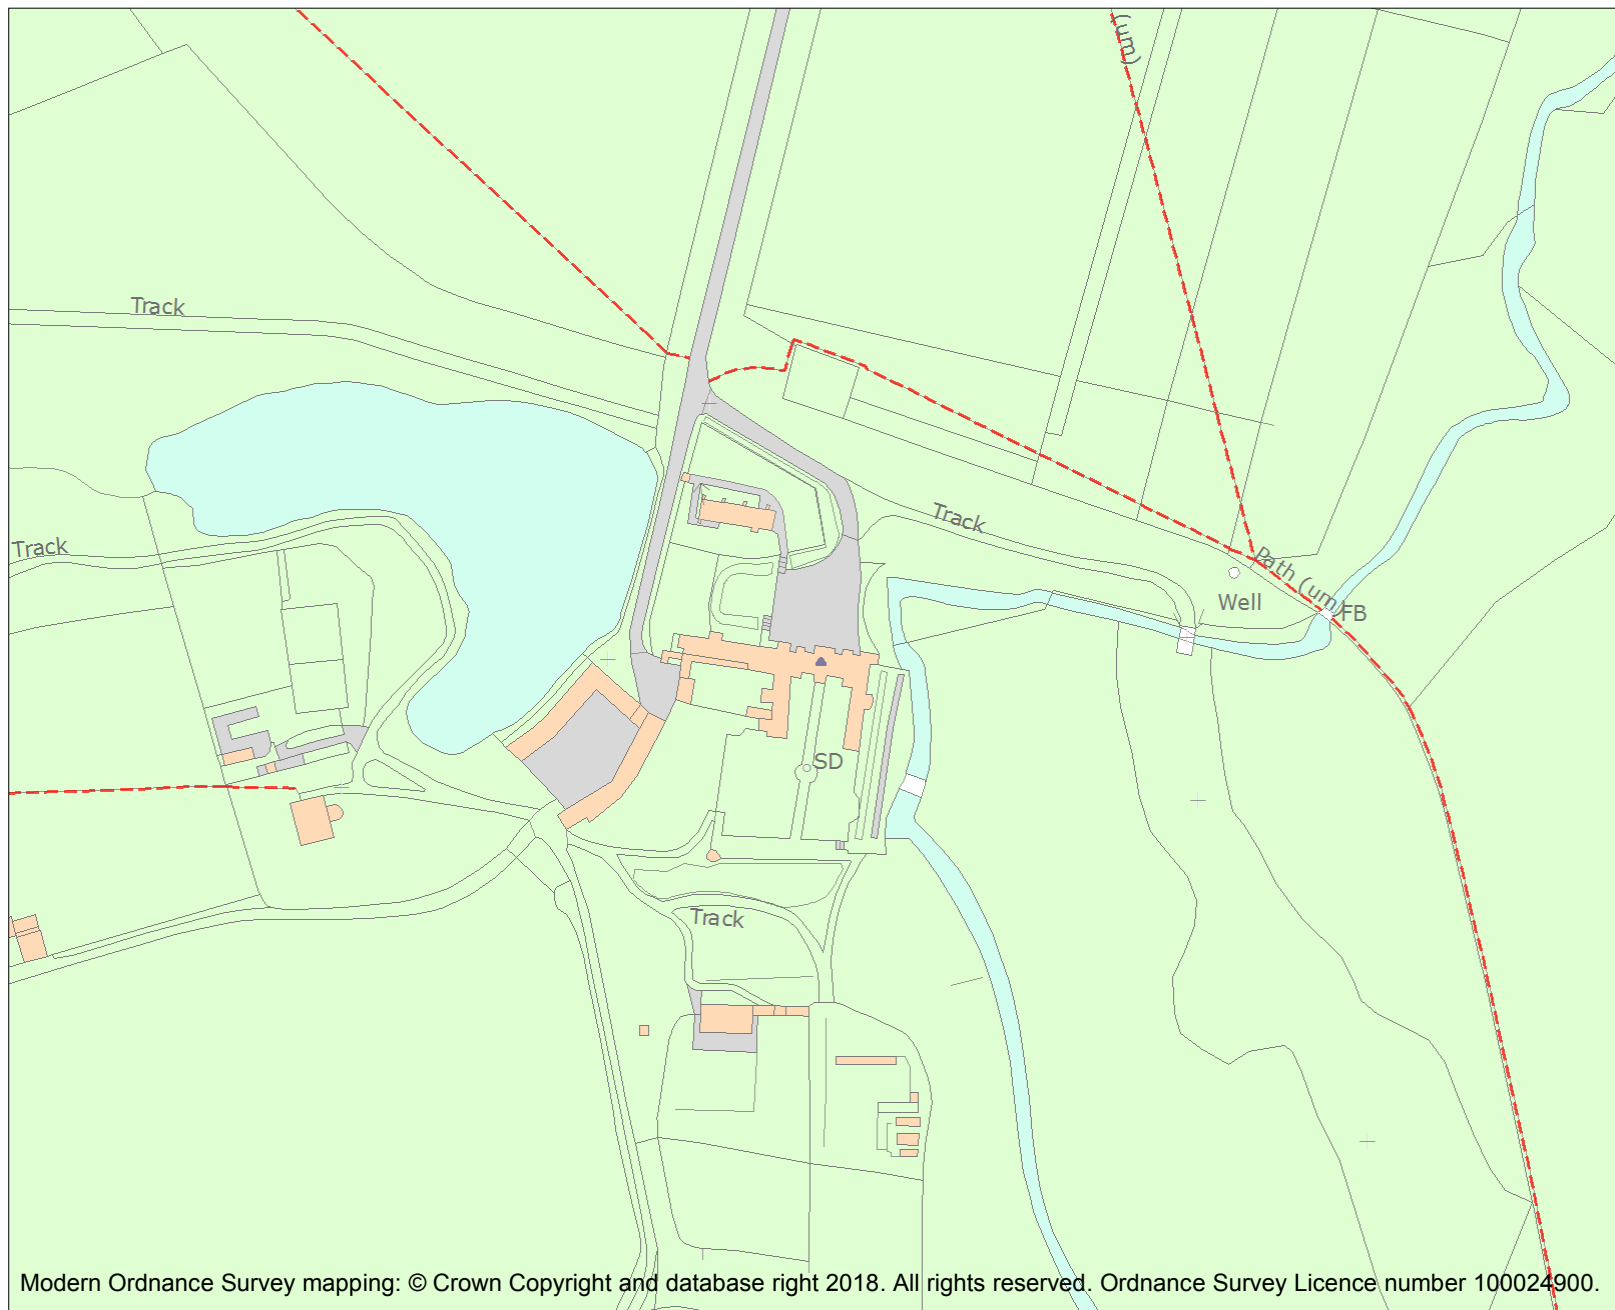 (um)
Track
Track
Track
Path (um)
Well
FB
SD
Track
Modern Ordnance Survey mapping: © Crown Copyright and database right 2018. All rights reserved. Ordnance Survey Licence number 100024900.